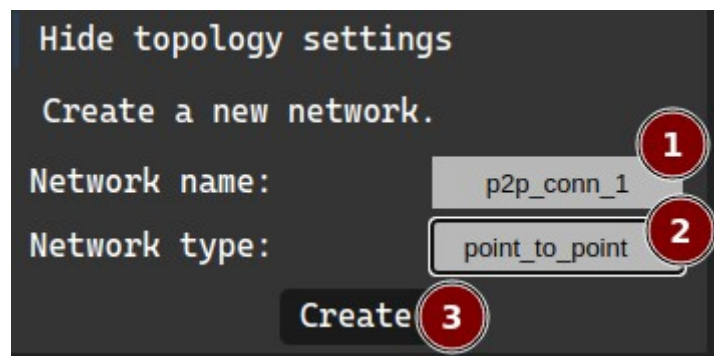 Hide topology settings
Create a new network.
1
Network name: p2p_conn_1
2
Network type: point_to_point
Create 3